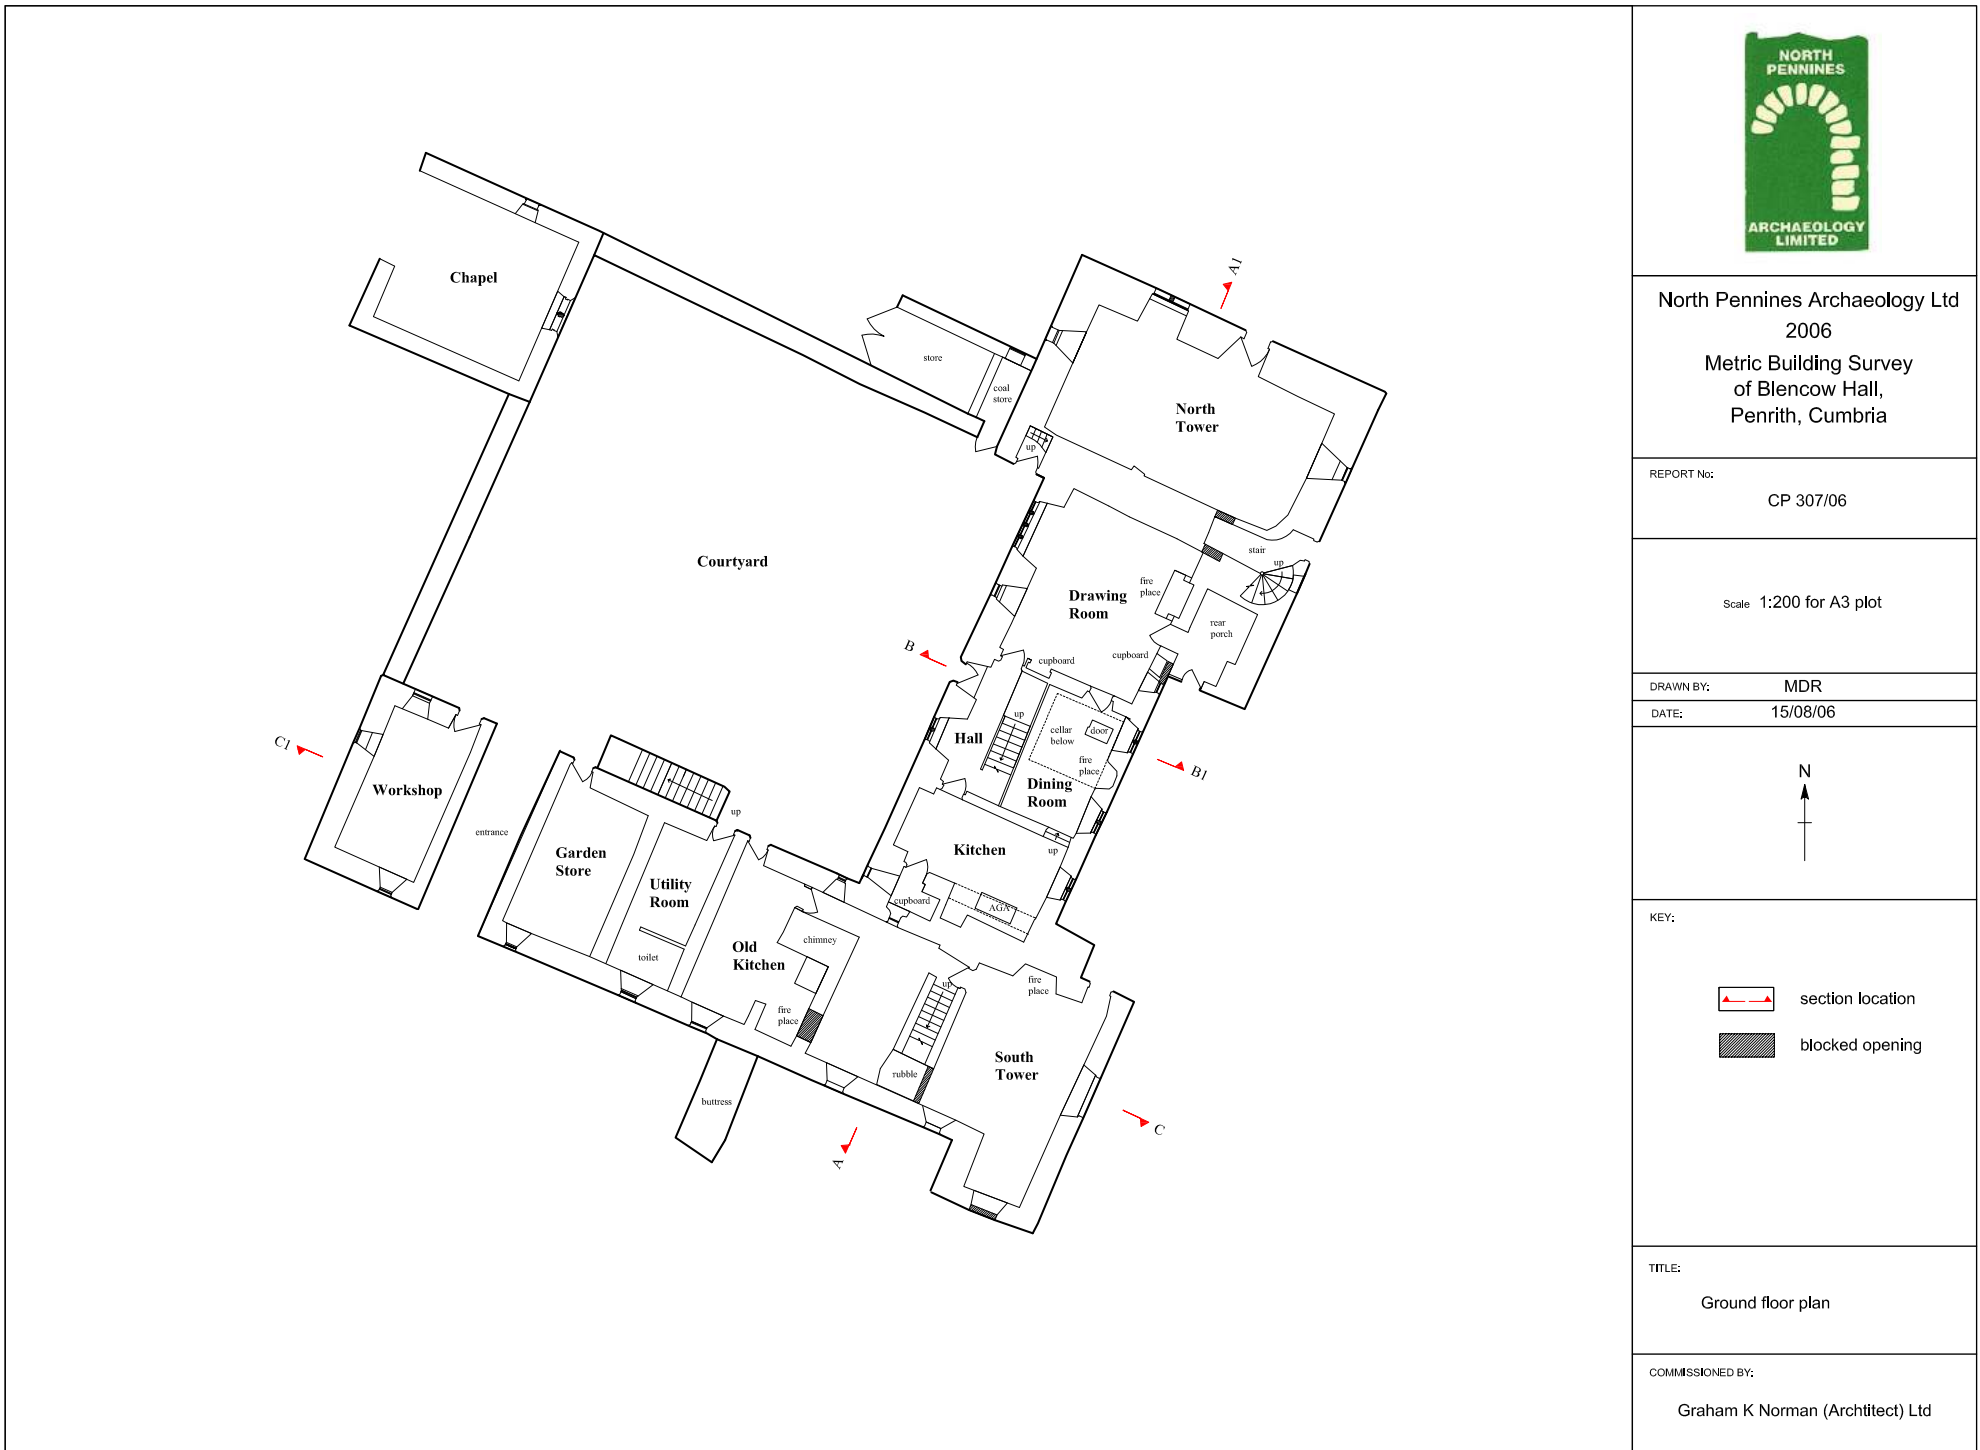 NORTH
PENNINES
ARCHAEOLOGY
LIMITED
North Pennines Archaeology Ltd
2006
Metric Building Survey
of Blencow Hall,
Penrith, Cumbria
REPORT No:
CP 307/06
Scale 1:200 for A3 plot
DRAWN BY: MDR
DATE: 15/08/06
N
KEY:
section location
blocked opening
TITLE:
Ground floor plan
COMMISSIONED BY:
Graham K Norman (Archtitect) Ltd
Chapel
A1
store
coal
store
North
Tower
up
Courtyard
stair
up
fire
place
Drawing
Room
rear
porch
B
cupboard
cupboard
up
cellar
below
door
Hall
fire
place
B1
Dining
Room
C1
Workshop
entrance
up
Garden
Store
Utility
Room
Kitchen
up
cupboard
AGA
chimney
Old
Kitchen
toilet
up
fire
place
fire
place
South
Tower
rubble
buttress
A
C